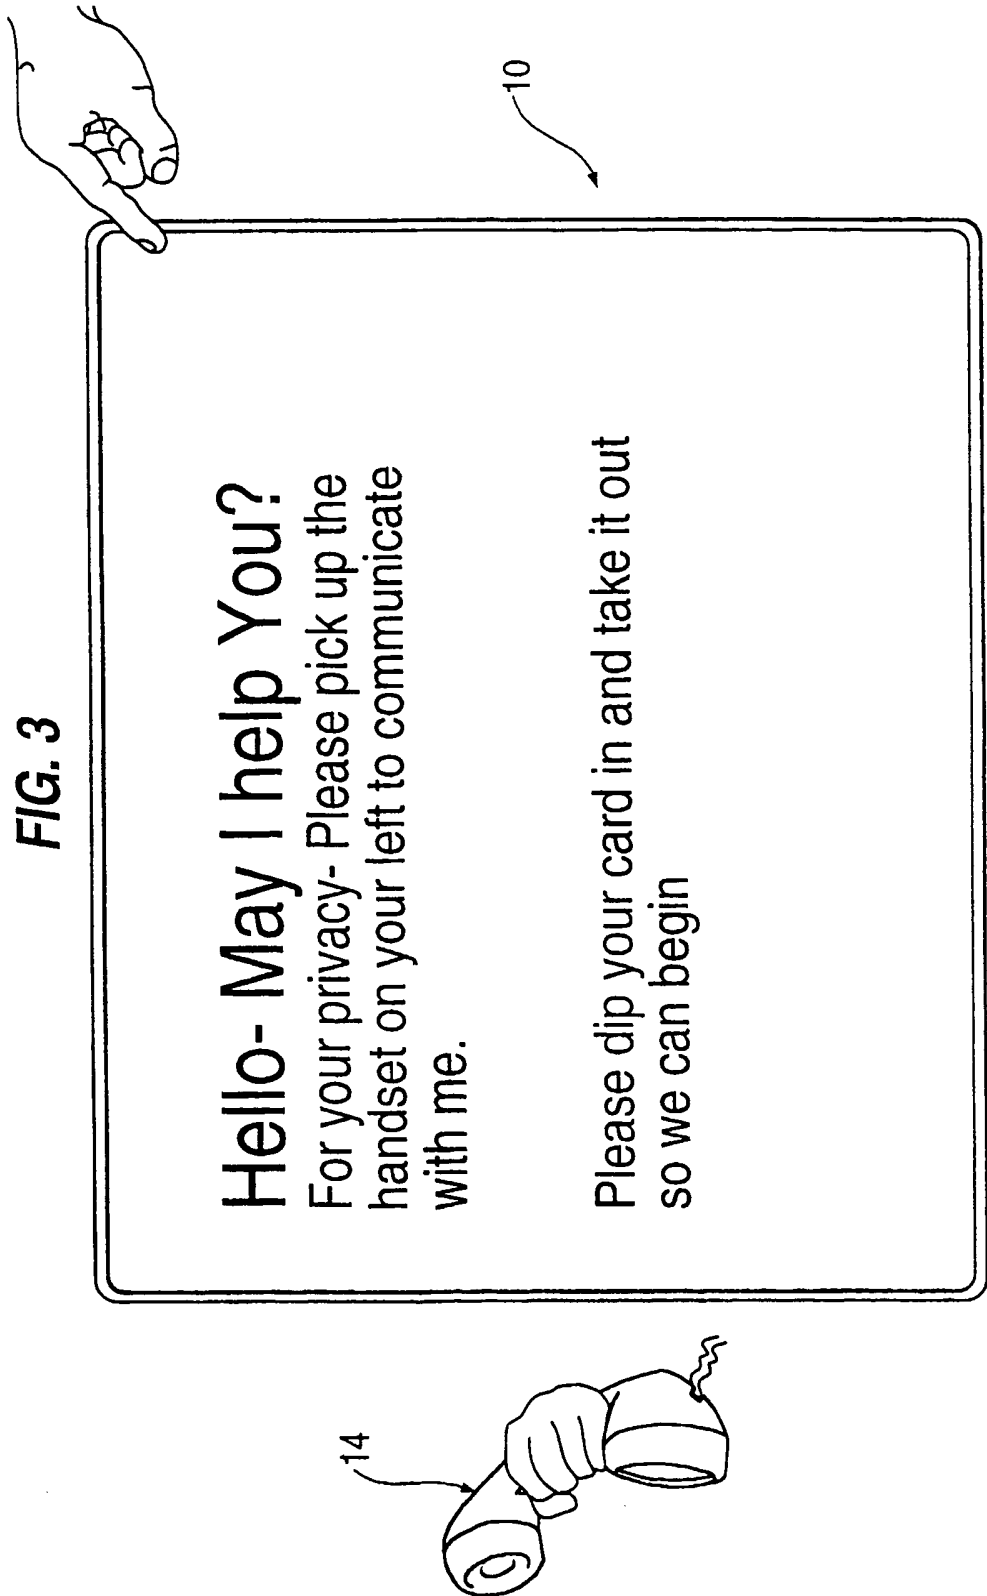 FIG. 3
Hello- May I help You?
For your privacy- Please pick up the
handset on your left to communicate
with me.
Please dip your card in and take it out
so we can begin
10
14